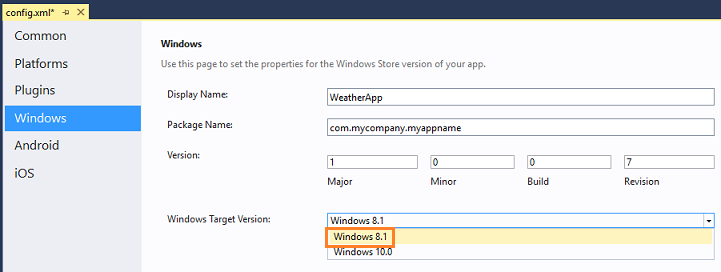 config.xml*
Common
Platforms
Plugins
Windows
Android
iOS
Windows
Use this page to set the properties for the Windows Store version of your app.
Display Name: WeatherApp
Package Name: com.mycompany.myappname
Version: 1 0 0 7
Major Minor Build Revision
Windows Target Version: Windows 8.1
Windows 8.1
Windows 10.0